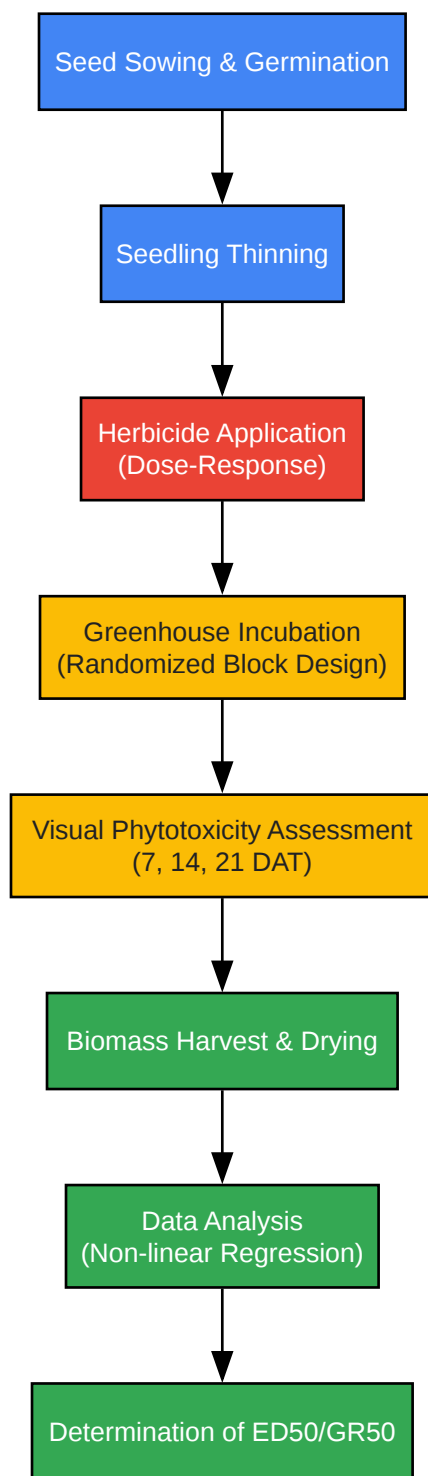 Seed Sowing & Germination
Seedling Thinning
Herbicide Application
(Dose-Response)
Greenhouse Incubation
(Randomized Block Design)
Visual Phytotoxicity Assessment
(7, 14, 21 DAT)
Biomass Harvest & Drying
Data Analysis
(Non-linear Regression)
Determination of ED50/GR50